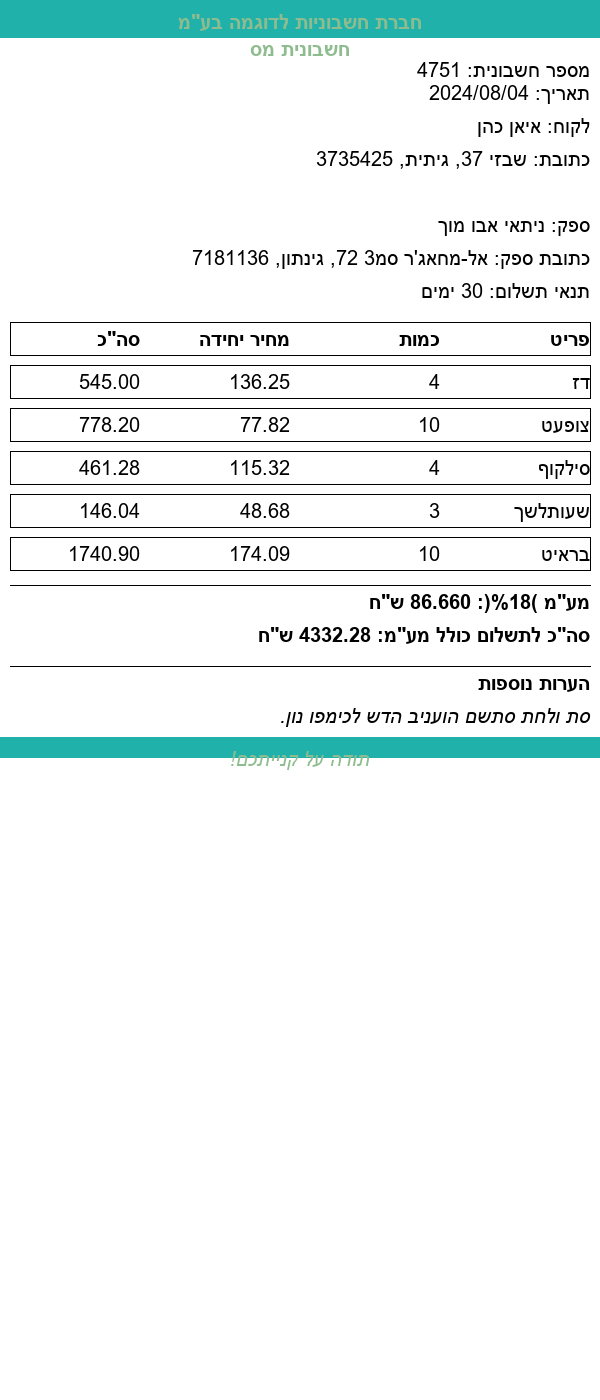 חברת חשבוניות לדוגמה בע"מ
חשבונית מס
מספר חשבונית: 4751
תאריך: 2024/08/04
לקוח: איאן כהן
כתובת: שבזי 37, גיתית, 3735425
ספק: ניתאי אבו מוך
כתובת ספק: אל-מחאג'ר סמ3 72, גינתון, 7181136
תנאי תשלום: 30 ימים
פריט כמות מחיר יחידה סה"כ
דז 4 136.25 545.00
צופעט 10 77.82 778.20
סילקוף 4 115.32 461.28
שעותלשך 3 48.68 146.04
בראיט 10 174.09 1740.90
מע"מ )18%(: 86.660 ש"ח
סה"כ לתשלום כולל מע"מ: 4332.28 ש"ח
הערות נוספות
סת ולחת סתשם הועניב הדש לכימפו נון.
תודה על קנייתכם!